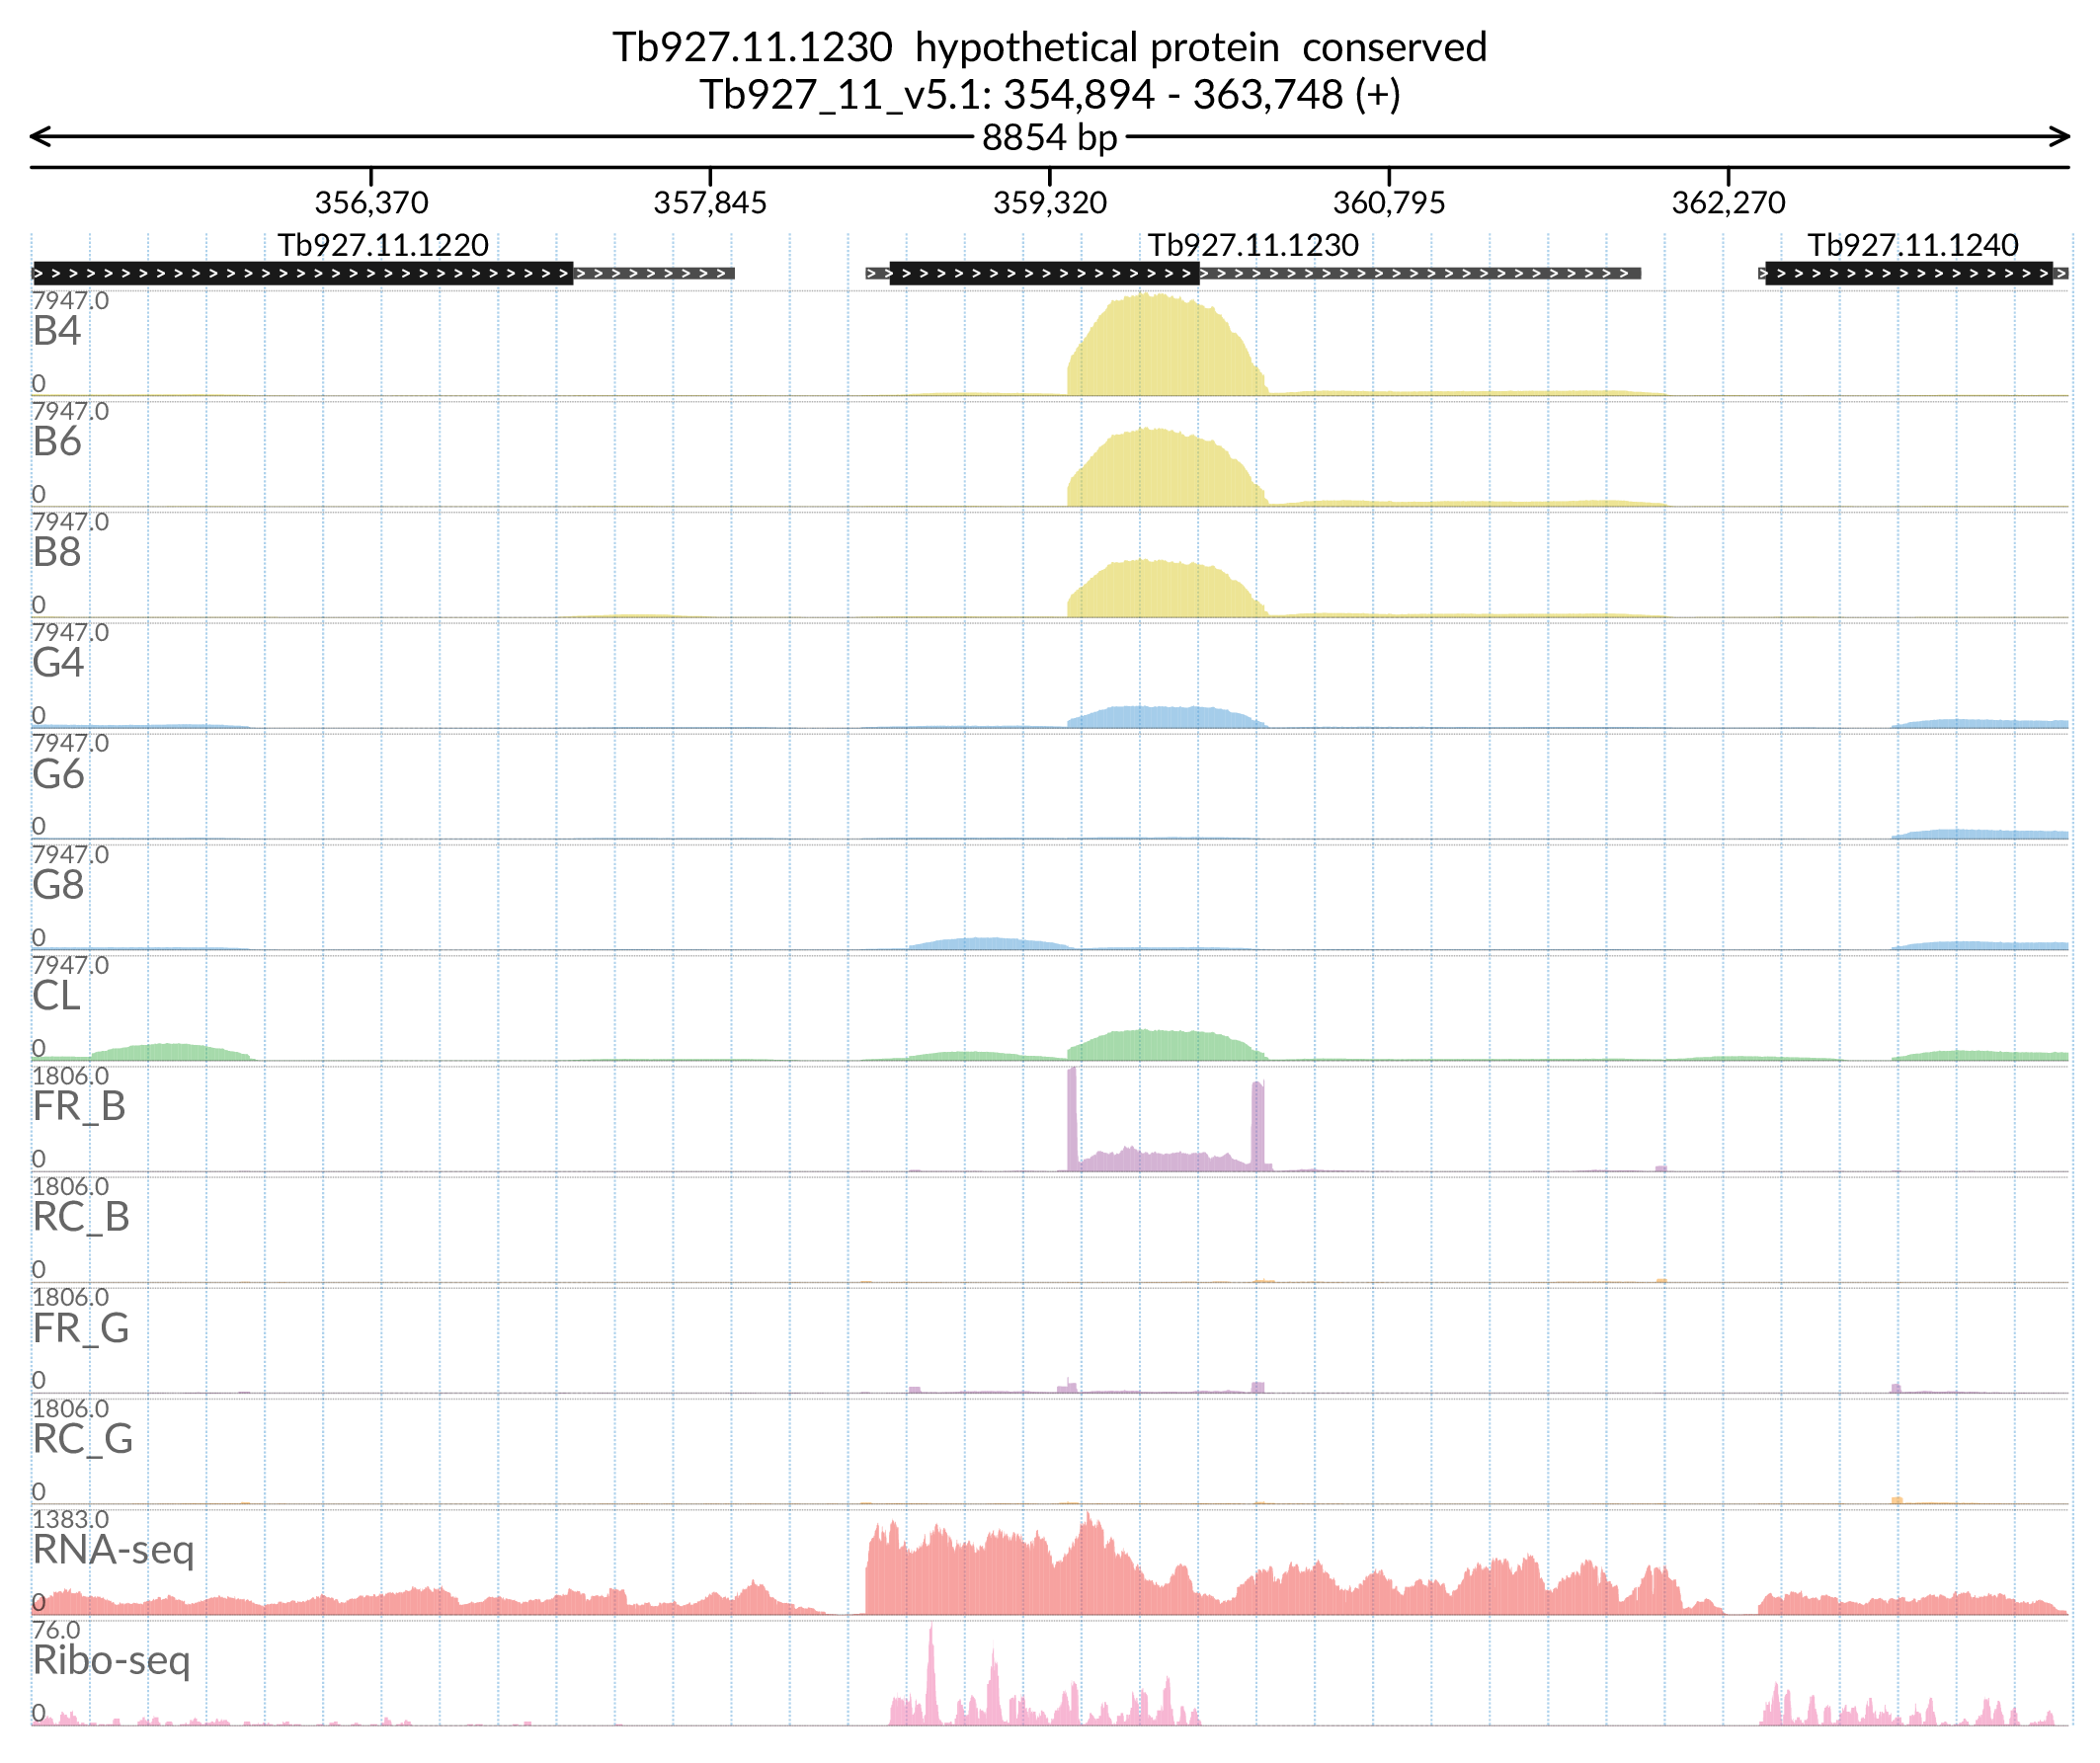 Tb927.11.1230 hypothetical protein conserved
Tb927_11_v5.1: 354,894 - 363,748 (+)
8854 bp
356,370 357,845 359,320 360,795 362,270
Tb927.11.1220 Tb927.11.1230 Tb927.11.1240
7947.0
B4
0
7947.0
B6
0
7947.0
B8
0
7947.0
G4
0
7947.0
G6
0
7947.0
G8
0
7947.0
CL
0
1806.0
FR_B
0
1806.0
RC_B
0
1806.0
FR_G
0
1806.0
RC_G
0
1383.0
RNA-seq
0
76.0
Ribo-seq
0